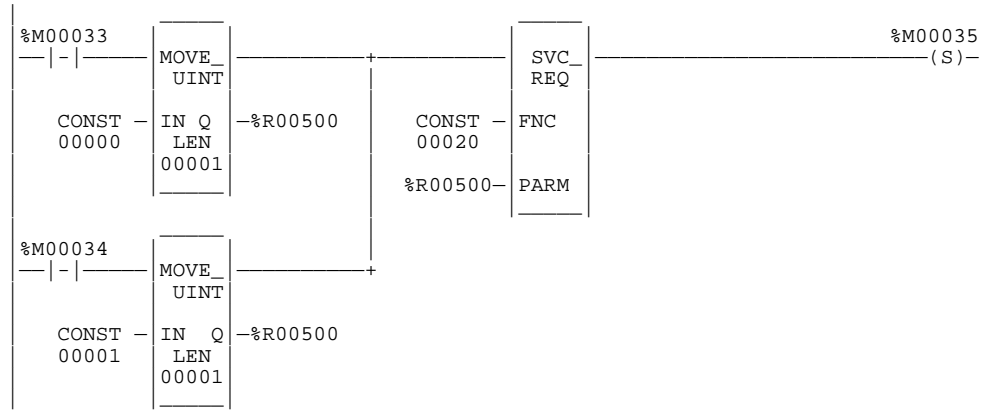 %M00033 %M00035
—| - |— MOVE_ SVC_ —(S)—
UINT REQ
CONST — IN Q —%R00500 CONST — FNC
00000 LEN 00020
00001
%R00500— PARM
%M00034
—| - |— MOVE_
UINT
CONST — IN Q —%R00500
00001 LEN
00001